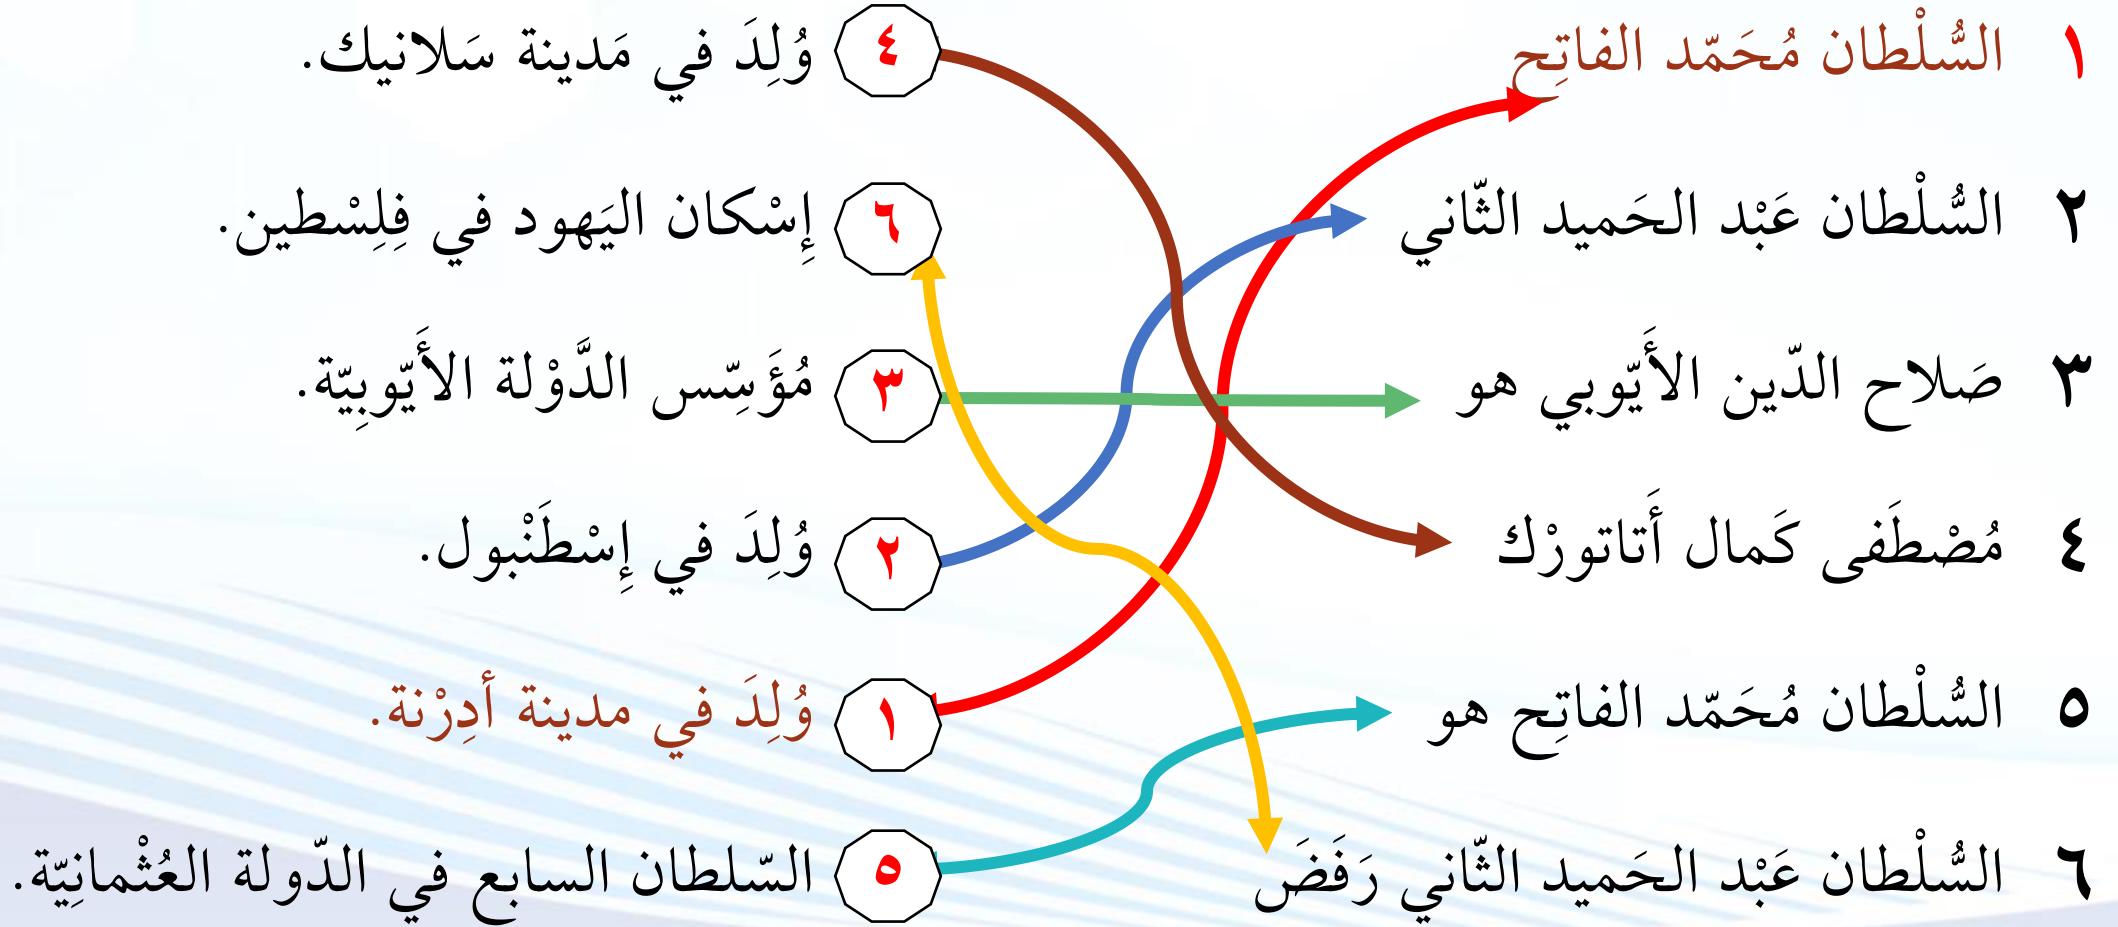 ١ السُّلْطان مُحَمّد الفاتِح ٤ وُلِدَ في مَدينة سَلانيك.
٢ السُّلْطان عَبْد الحَميد الثّاني ٦ إِسْكان اليَهود في فِلِسْطين.
٣ صَلاح الدّين الأَيّوبي هو ٣ مُؤَسِّس الدَّوْلة الأَيّوبِيّة.
٤ مُصْطَفى كَمال أَتاتورْك ٢ وُلِدَ في إِسْطَنْبول.
٥ السُّلْطان مُحَمّد الفاتِح هو ١ وُلِدَ في مدينة أَدِرْنة.
٦ السُّلْطان عَبْد الحَميد الثّاني رَفَضَ ٥ السّلطان السابع في الدّولة العُثْمانِيّة.